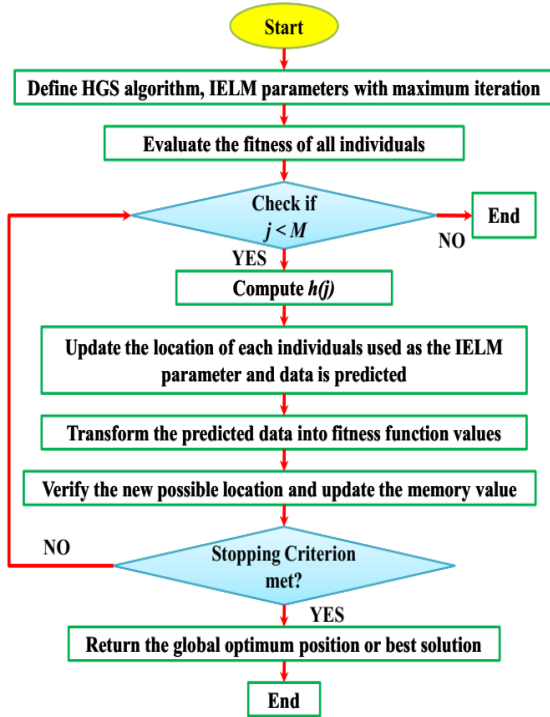 Start
Define HGS algorithm, IELM parameters with maximum iteration
Evaluate the fitness of all individuals
Check if
j < M
End
NO
YES
Compute h(j)
Update the location of each individuals used as the IELM
parameter and data is predicted
Transform the predicted data into fitness function values
Verify the new possible location and update the memory value
NO
Stopping Criterion
met?
YES
Return the global optimum position or best solution
End